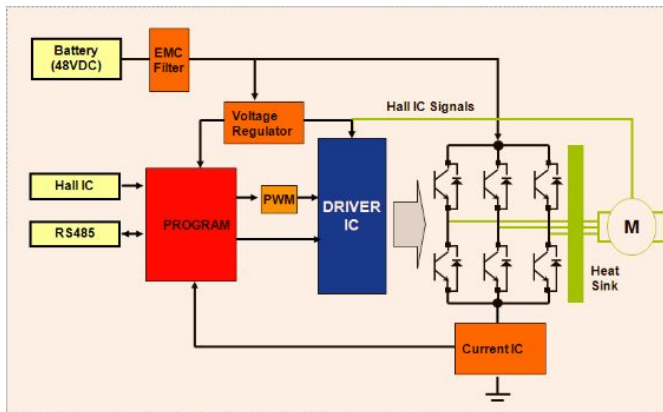 Battery
(48VDC)
EMC
Filter
Voltage
Regulator
Hall IC Signals
Hall IC
RS485
PROGRAM
PWM
DRIVER
IC
M
Heat
Sink
Current IC